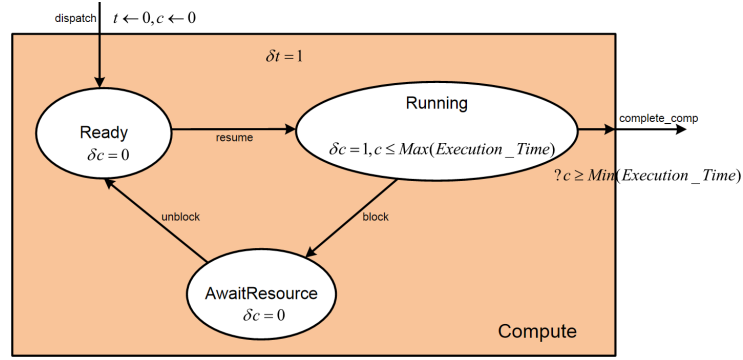 dispatch t ← 0, c ← 0
δt = 1
Running
complete_comp
Ready
resume
δc = 0
δc = 1, c ≤ Max(Execution_Time)
?c ≥ Min(Execution_Time)
unblock
block
AwaitResource
δc = 0
Compute